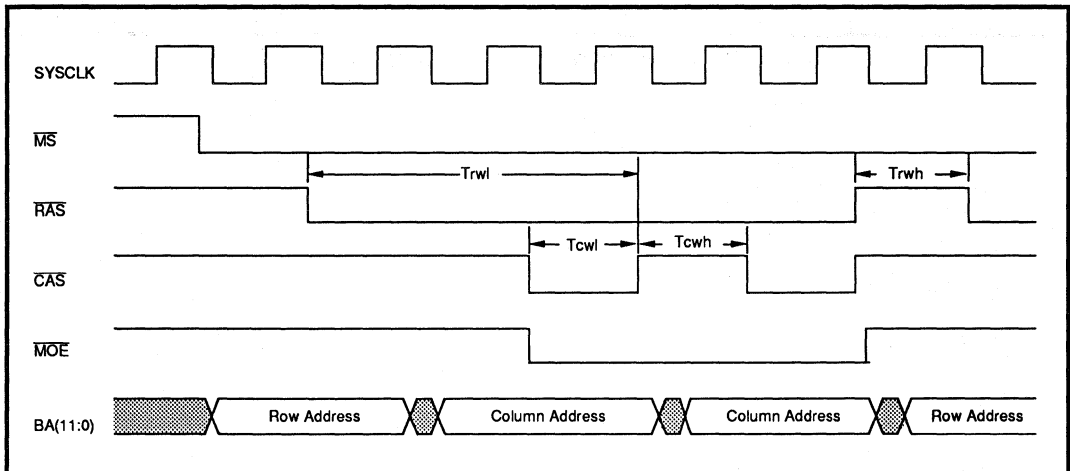 SYSCLK
MS
Trwl
Trwh
RAS
Tcwl
Tcwh
CAS
MOE
BA(11:0)
Row Address
Column Address
Column Address
Row Address